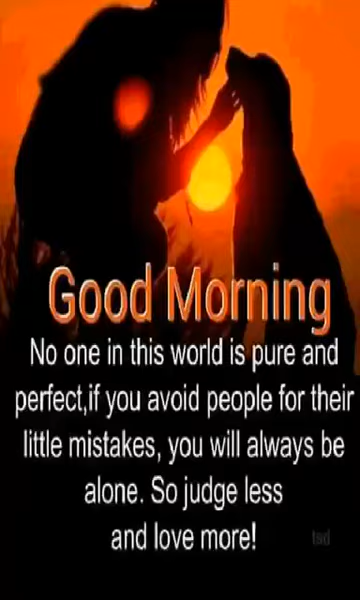 Good Morning
No one in this world is pure and
perfect,if you avoid people for their
little mistakes, you will always be
alone. So judge less
and love more!